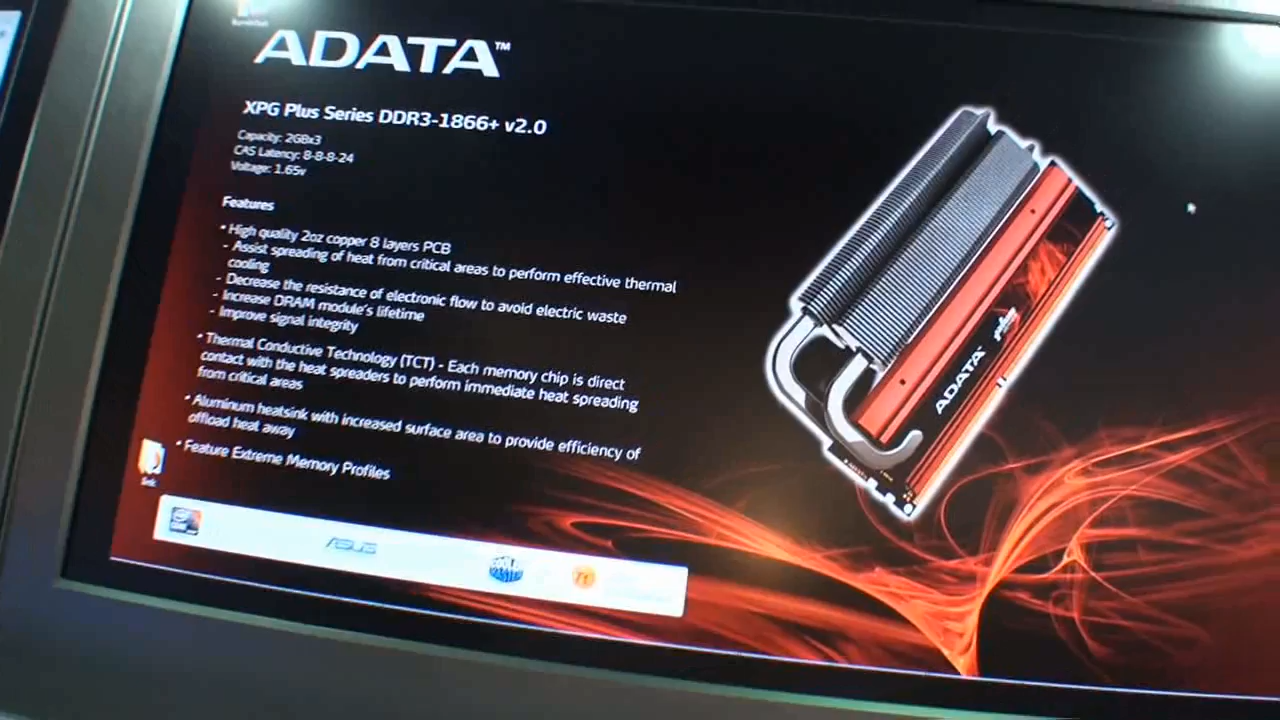 ADATA™
XPG Plus Series DDR3-1866+ v2.0
Capacity: 2GBx3
CAS Latency: 8-8-8-24
Voltage: 1.65v
Features
• High quality 2oz copper 8 layers PCB
- Assist spreading of heat from critical areas to perform effective thermal
cooling
- Decrease the resistance of electronic flow to avoid electric waste
- Increase DRAM module's lifetime
- Improve signal integrity
• Thermal Conductive Technology (TCT) - Each memory chip is direct
contact with the heat spreaders to perform immediate heat spreading
from critical areas
• Aluminum heatsink with increased surface area to provide efficiency of
offload heat away
• Feature Extreme Memory Profiles
ADATA
ASUS
COOLER
MASTER